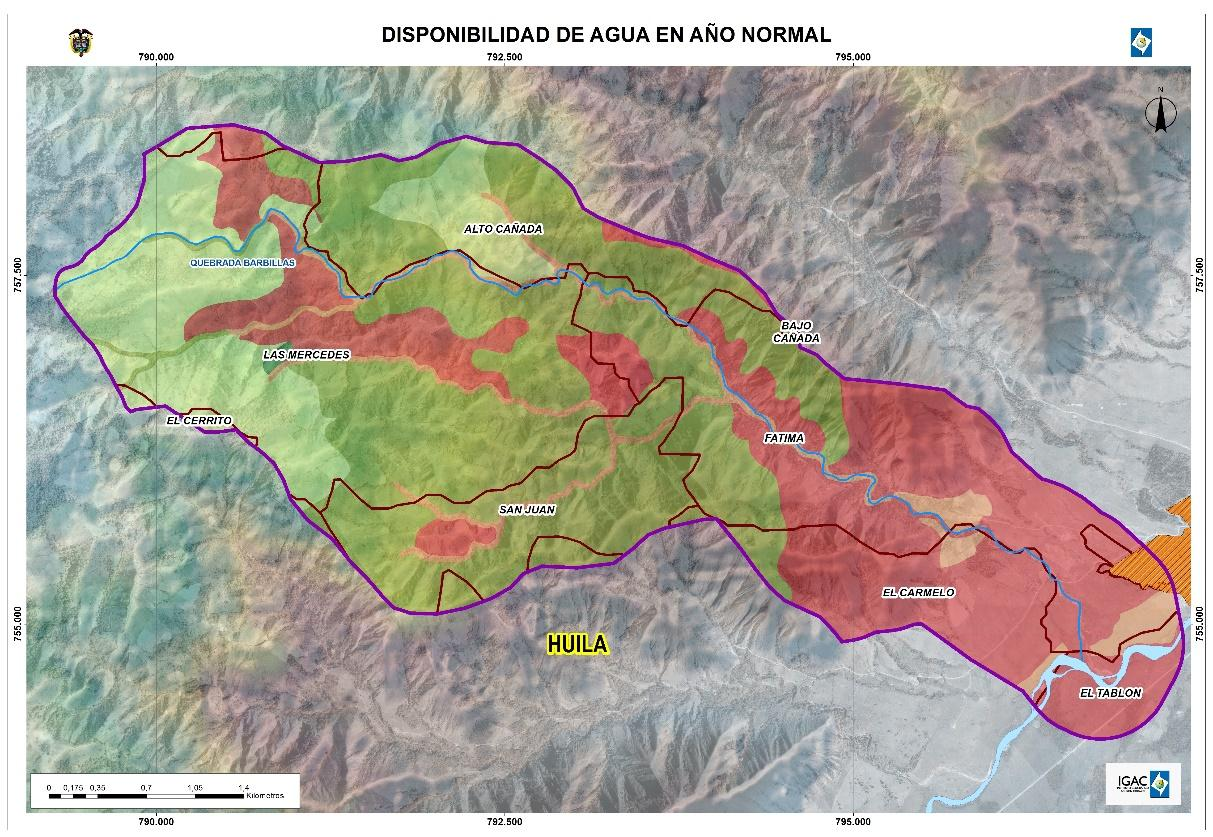 DISPONIBILIDAD DE AGUA EN AÑO NORMAL
790.000
792.500
795.000
N
757.500
757.500
ALTO CAÑADA
QUEBRADA BARBILLAS
BAJO
CAÑADA
LAS MERCEDES
EL CERRITO
FATIMA
SAN JUAN
EL CARMELO
755.000
755.000
HUILA
EL TABLON
0
0,175
0,35
0,7
1,05
1,4
Kilómetros
IGAC
790.000
792.500
795.000